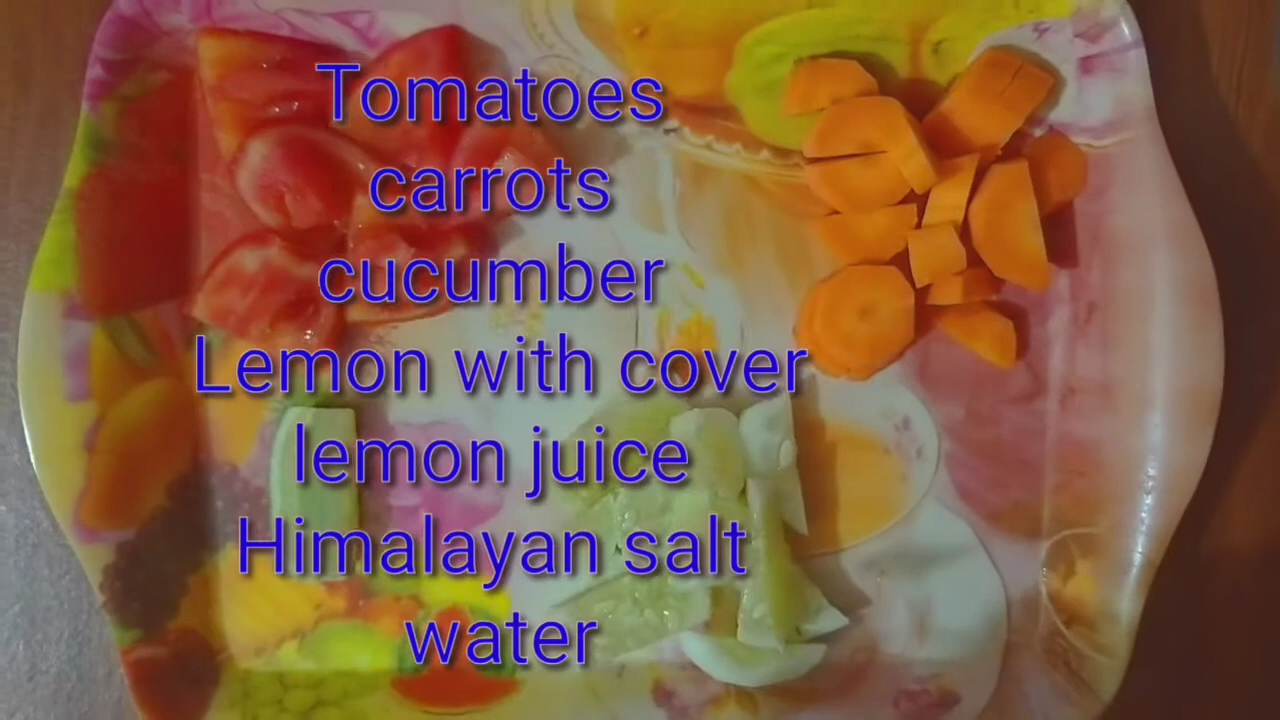 Tomatoes
carrots
cucumber
Lemon with cover
lemon juice
Himalayan salt
water